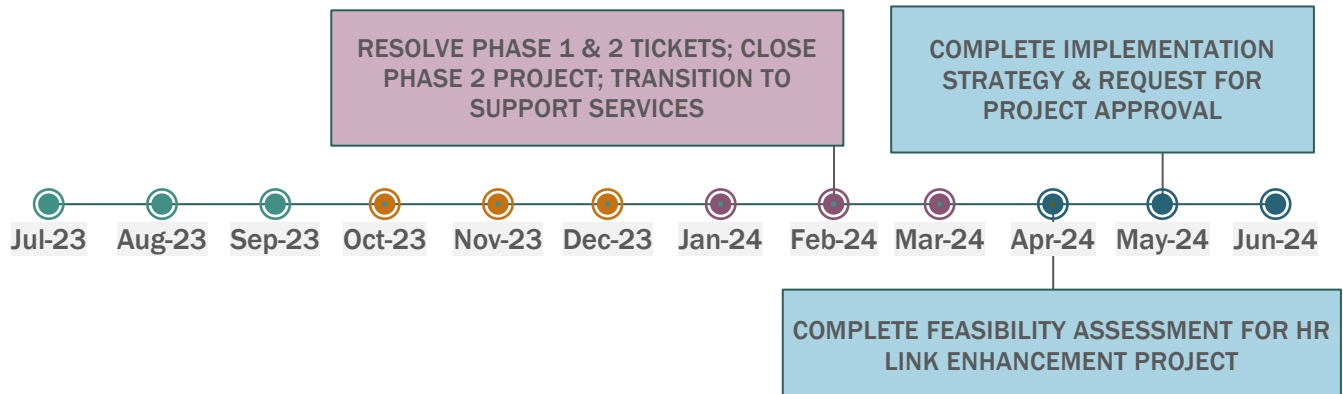 RESOLVE PHASE 1 & 2 TICKETS; CLOSE
PHASE 2 PROJECT; TRANSITION TO
SUPPORT SERVICES
COMPLETE IMPLEMENTATION
STRATEGY & REQUEST FOR
PROJECT APPROVAL
Jul-23 Aug-23 Sep-23 Oct-23 Nov-23 Dec-23 Jan-24 Feb-24 Mar-24 Apr-24 May-24 Jun-24
COMPLETE FEASIBILITY ASSESSMENT FOR HR
LINK ENHANCEMENT PROJECT